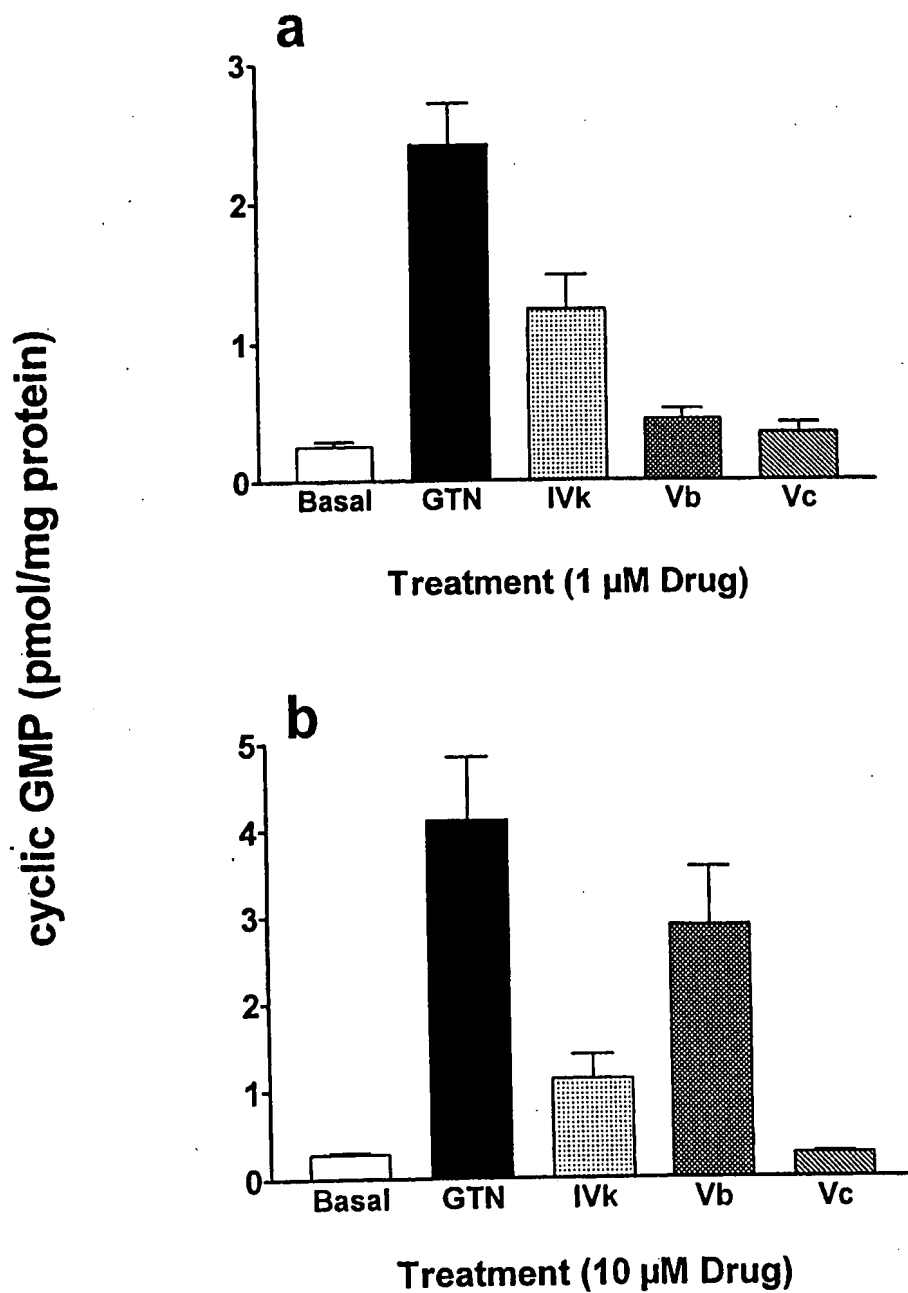 a
cyclic GMP (pmol/mg protein)
3
2
1
0
Basal GTN IVk Vb Vc
Treatment (1 µM Drug)
b
5
4
3
2
1
0
Basal GTN IVk Vb Vc
Treatment (10 µM Drug)